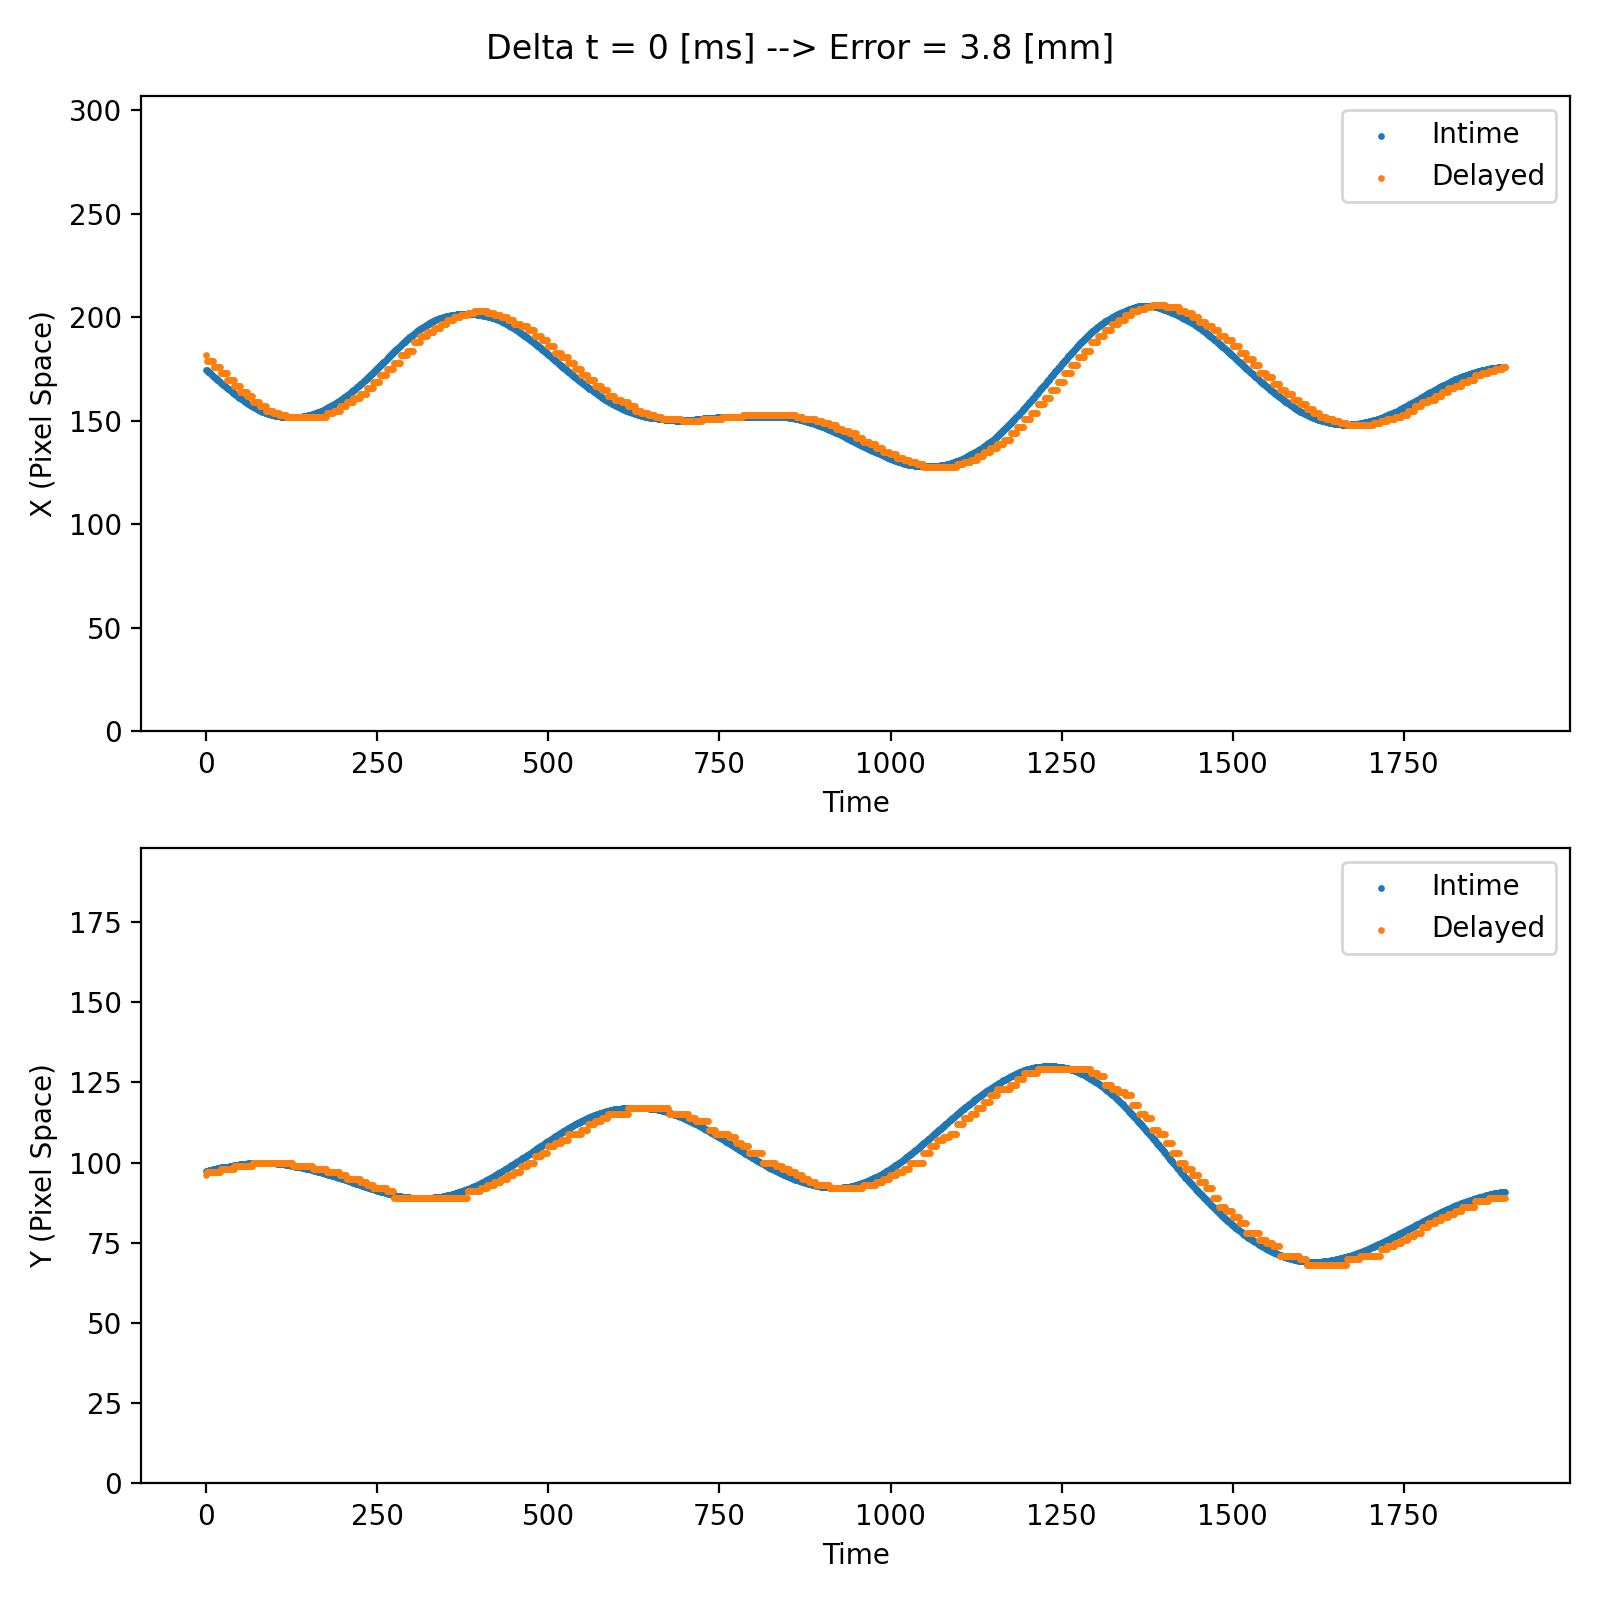 Delta t = 0 [ms] --> Error = 3.8 [mm]
300
250
200
150
100
50
0
X (Pixel Space)
Intime
Delayed
0 250 500 750 1000 1250 1500 1750
Time
175
150
125
100
75
50
25
0
Y (Pixel Space)
Intime
Delayed
0 250 500 750 1000 1250 1500 1750
Time